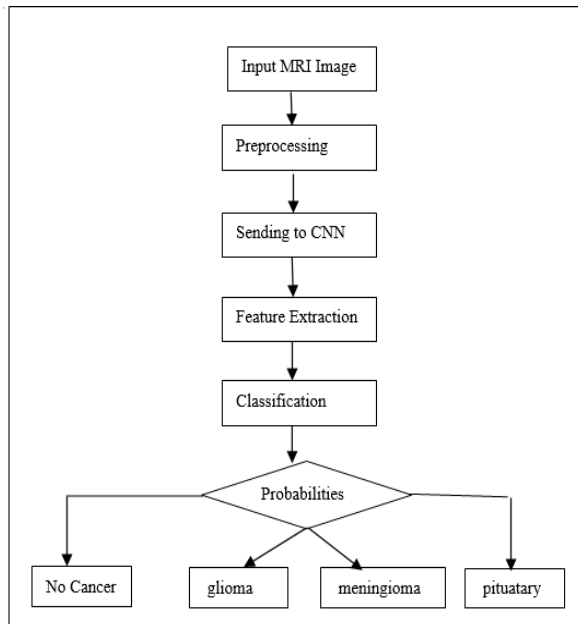 Input MRI Image
Preprocessing
Sending to CNN
Feature Extraction
Classification
Probabilities
No Cancer
glioma
meningioma
pituatary